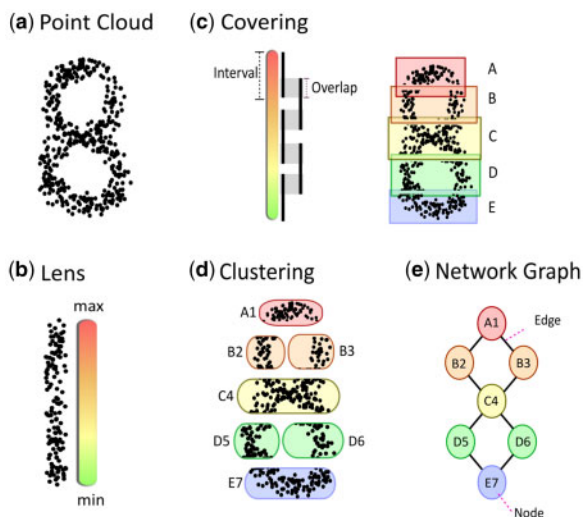 (a) Point Cloud
(c) Covering
Interval
Overlap
A
B
C
D
E
(b) Lens
max
min
(d) Clustering
A1
B2
B3
C4
D5
D6
E7
(e) Network Graph
A1
Edge
B2
B3
C4
D5
D6
E7
Node